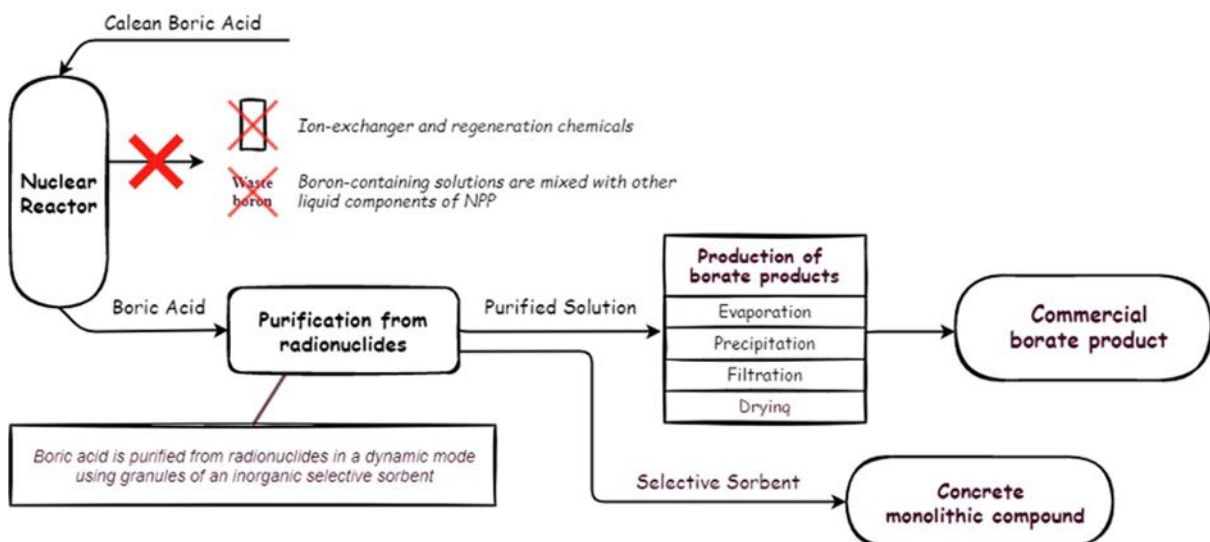 Calean Boric Acid
Ion-exchanger and regeneration chemicals
Nuclear
Reactor
Waste
boron
Boron-containing solutions are mixed with other
liquid components of NPP
Production of
borate products
Boric Acid
Purification from
radionuclides
Purified Solution
Evaporation
Precipitation
Filtration
Drying
Commercial
borate product
Boric acid is purified from radionuclides in a dynamic mode
using granules of an inorganic selective sorbent
Selective Sorbent
Concrete
monolithic compound